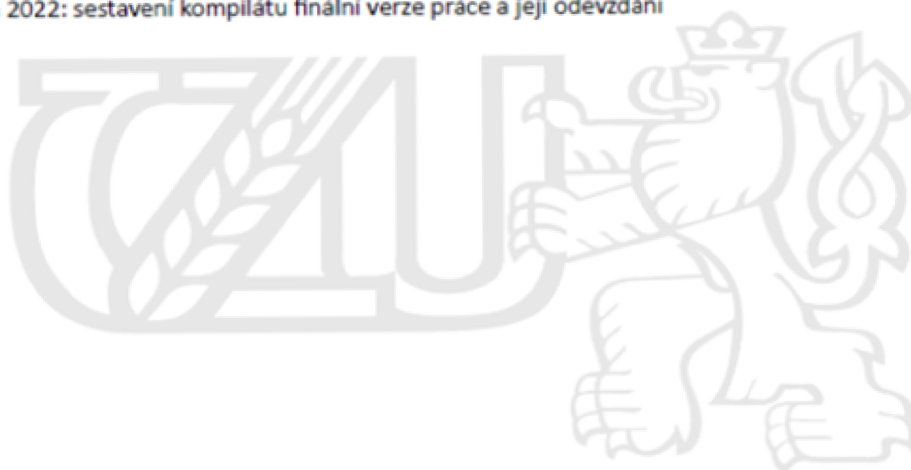 2022: sestavení kompilátu finální verze práce a její odevzdání
ČZU